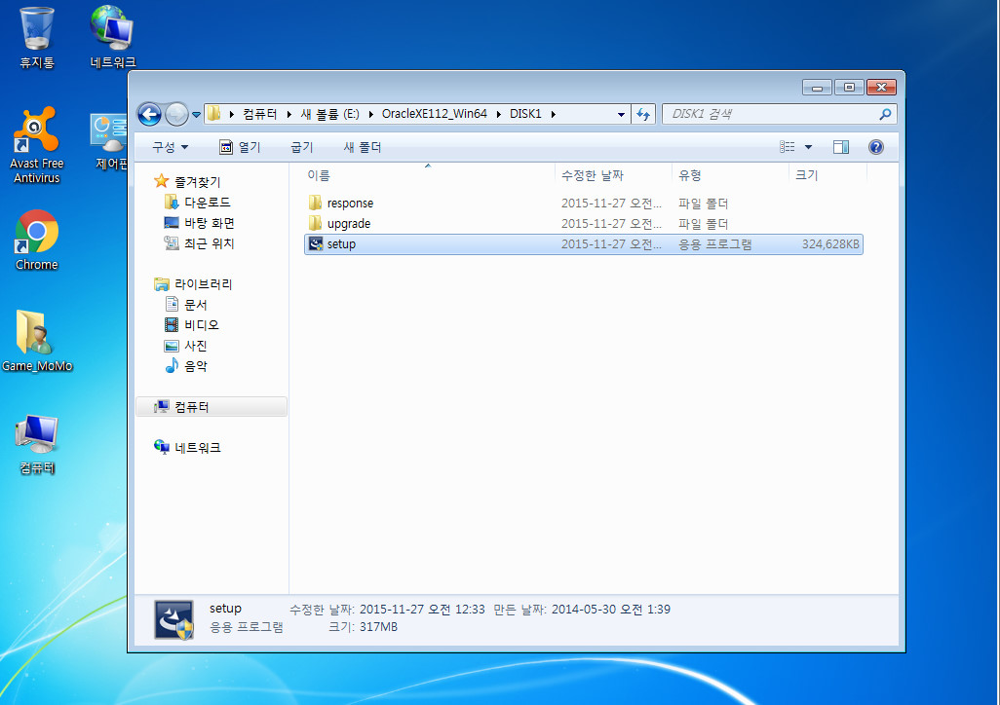 휴지통
네트워크
Avast Free
Antivirus
제어판
Chrome
Game_MoMo
컴퓨터
컴퓨터 새 볼륨 (E:) OracleXE112_Win64 DISK1
DISK1 검색
구성 열기 굽기 새 폴더
즐겨찾기
다운로드
바탕 화면
최근 위치
라이브러리
문서
비디오
사진
음악
컴퓨터
네트워크
이름 수정한 날짜 유형 크기
response 2015-11-27 오전... 파일 폴더
upgrade 2015-11-27 오전... 파일 폴더
setup 2015-11-27 오전... 응용 프로그램 324,628KB
setup 수정한 날짜: 2015-11-27 오전 12:33 만든 날짜: 2014-05-30 오전 1:39
응용 프로그램 크기: 317MB